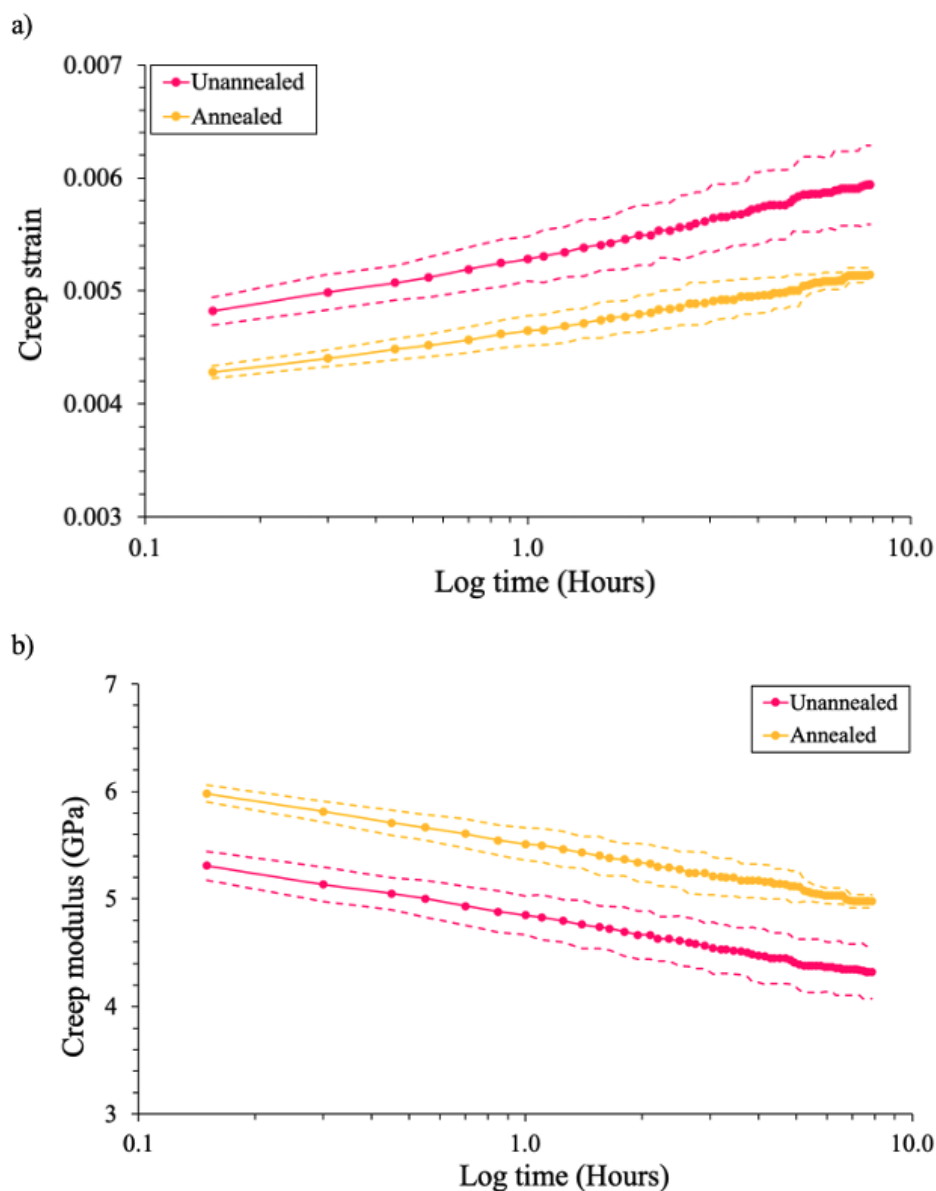 a)
0.007
Unannealed
Annealed
0.006
Creep strain
0.005
0.004
0.003
0.1
1.0
10.0
Log time (Hours)
b)
7
Unannealed
Annealed
6
Creep modulus (GPa)
5
4
3
0.1
1.0
10.0
Log time (Hours)